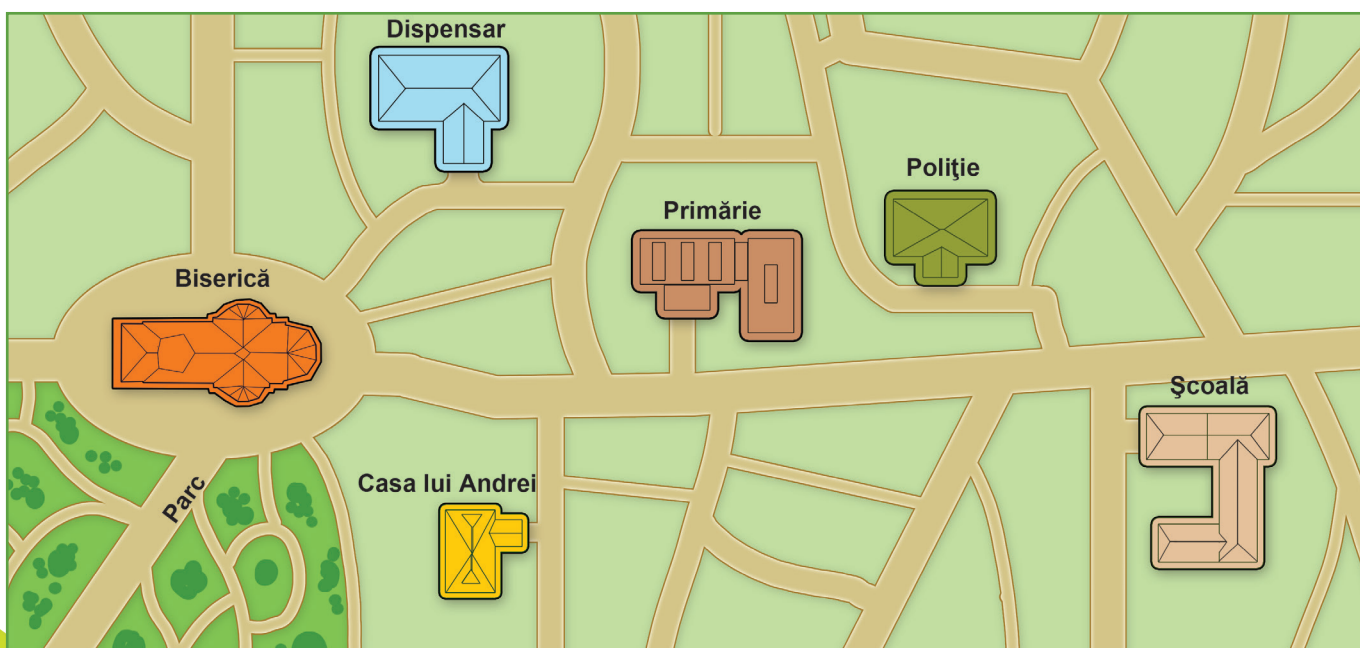 Dispensar
Poliţie
Primărie
Biserică
Şcoală
Casa lui Andrei
Parc